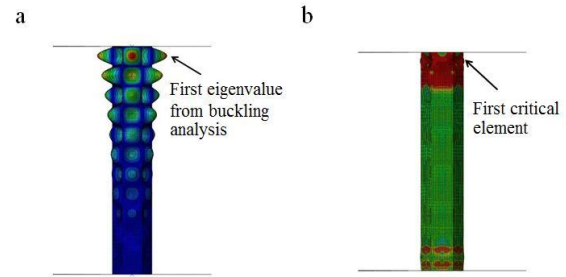 a
b
First eigenvalue
from buckling
analysis
First critical
element